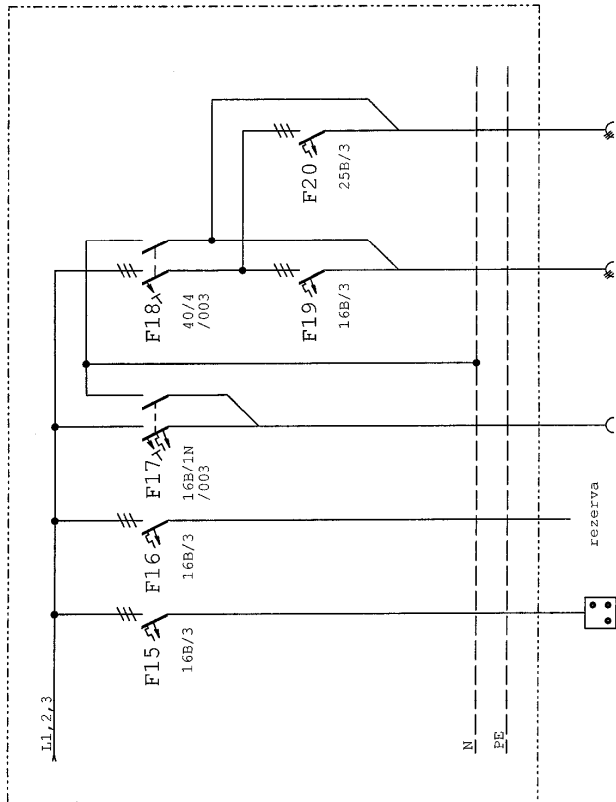 L1,2,3
F15
16B/3
F16
16B/3
F17
16B/1N
/003
F18
40/4
/003
F19
16B/3
F20
25B/3
N
PE
rezerva